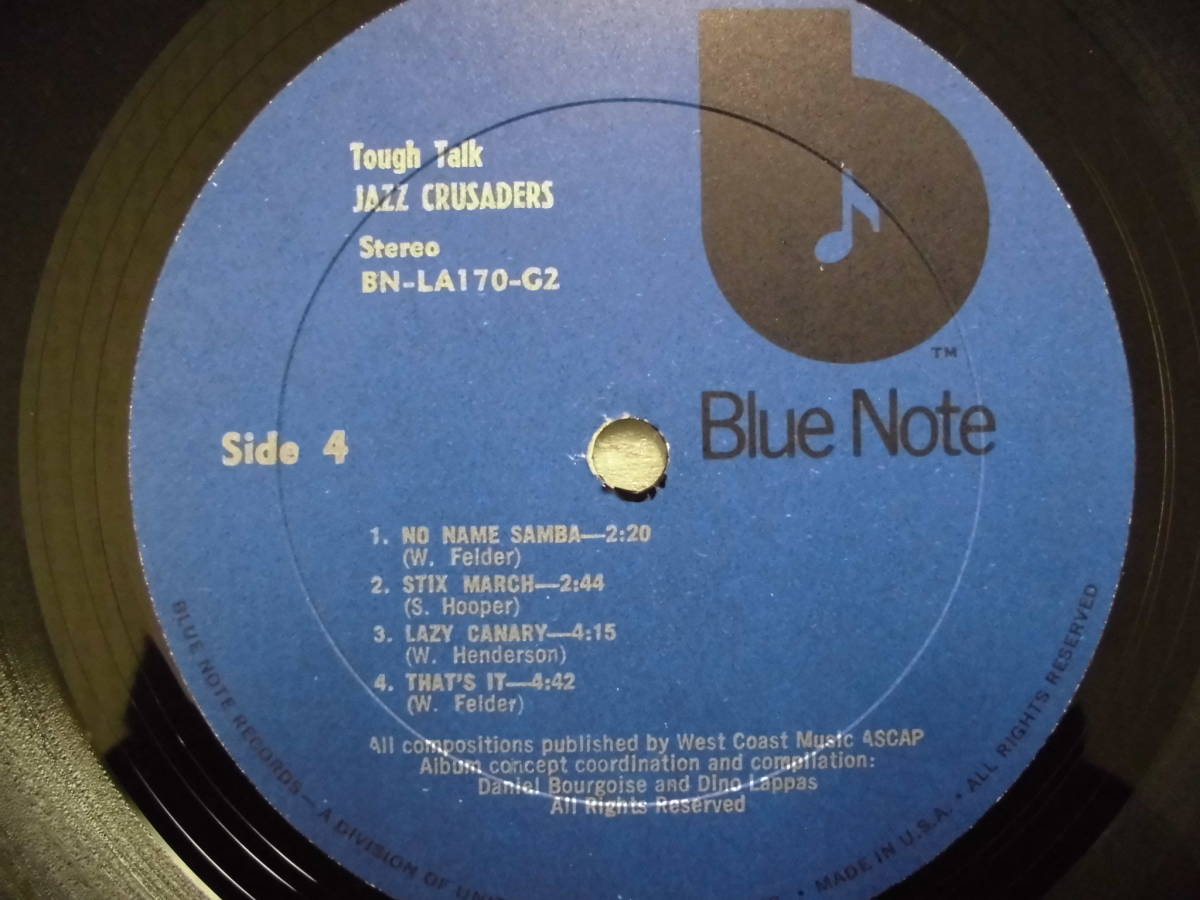 Tough Talk
JAZZ CRUSADERS
Stereo
BN-LA170-G2
TM
Blue Note
Side 4
1. NO NAME SAMBA—2:20
(W. Felder)
2. STIX MARCH—2:44
(S. Hooper)
3. LAZY CANARY—4:15
(W. Henderson)
4. THAT'S IT—4:42
(W. Felder)
All compositions published by West Coast Music ASCAP
Album concept coordination and compilation:
Daniel Bourgoise and Dino Lappas
All Rights Reserved
BLUE NOTE RECORDS — A DIVISION OF
• MADE IN U.S.A. • ALL RIGHTS RESERVED